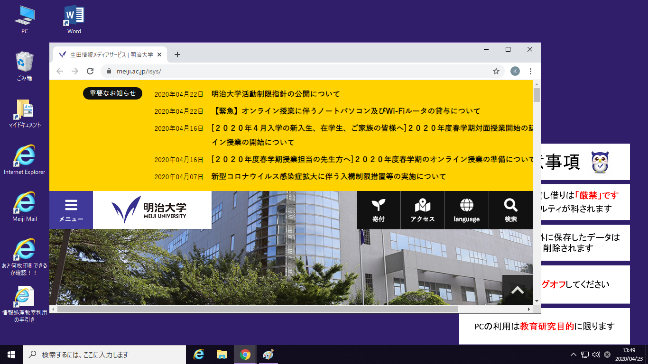 PC
Word
ごみ箱
マイドキュメント
Internet Explorer
Meiji Mail
生田情報メディアサービス | 明治大学
meiji.ac.jp/isys/
重要なお知らせ
2020年04月22日 明治大学活動制限指針の公開について
2020年04月22日 【緊急】オンライン授業に伴うノートパソコン及びWi-Fiルータの貸与について
2020年04月16日 [２０２０年４月入学の新入生、在学生、ご家族の皆様へ]２０２０年度春学期対面授業開始の延
イン授業の開始について
2020年04月16日 [２０２０年度春学期授業担当の先生方へ]２０２０年度春学期のオンライン授業の準備について
2020年04月07日 新型コロナウイルス感染症拡大に伴う入構制限措置等の実施について
メニュー
明治大学
MEIJI UNIVERSITY
寄付
アクセス
language
検索
事項
し借りは「厳禁」です
ルティが科されます
に保存したデータは
削除されます
グオフしてください
PCの利用は教育研究目的に限ります
検索するには、ここに入力します
13:49
2020/04/23